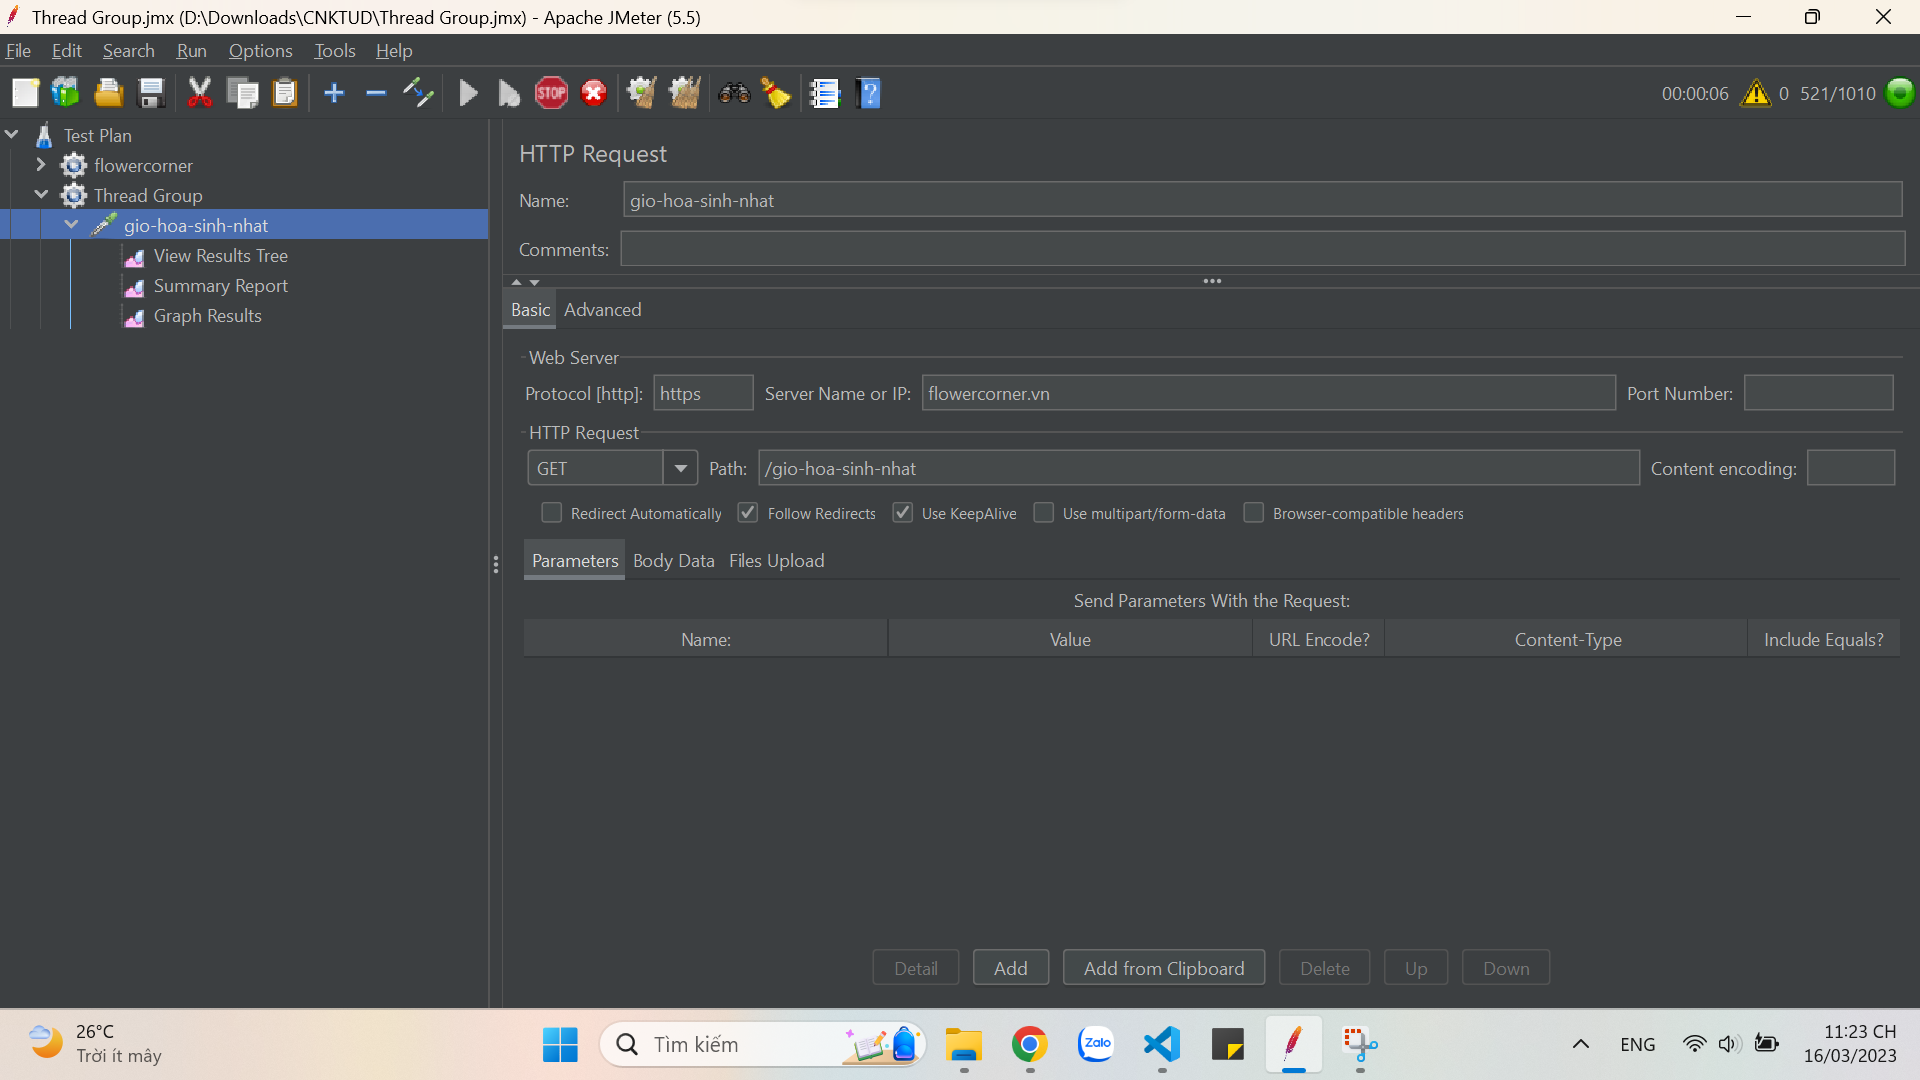 Thread Group.jmx (D:\Downloads\CNKTUD\Thread Group.jmx) - Apache JMeter (5.5)
File Edit Search Run Options Tools Help
STOP
00:00:06 0 521/1010
Test Plan
flowercorner
Thread Group
gio-hoa-sinh-nhat
View Results Tree
Summary Report
Graph Results
HTTP Request
Name: gio-hoa-sinh-nhat
Comments:
Basic Advanced
Web Server
Protocol [http]: https Server Name or IP: flowercorner.vn Port Number:
HTTP Request
GET Path: /gio-hoa-sinh-nhat Content encoding:
Redirect Automatically Follow Redirects Use KeepAlive Use multipart/form-data Browser-compatible headers
Parameters Body Data Files Upload
Send Parameters With the Request:
Name: Value URL Encode? Content-Type Include Equals?
Detail Add Add from Clipboard Delete Up Down
26°C
Trời ít mây
Tìm kiếm
Zalo
ENG
11:23 CH
16/03/2023